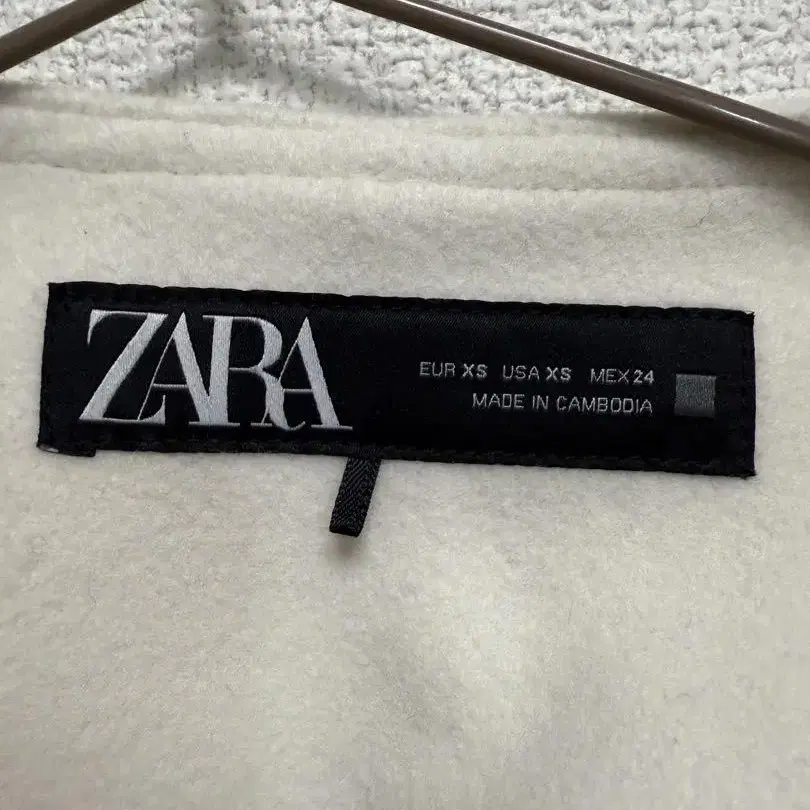 ZARA
EUR XS USA XS MEX 24
MADE IN CAMBODIA